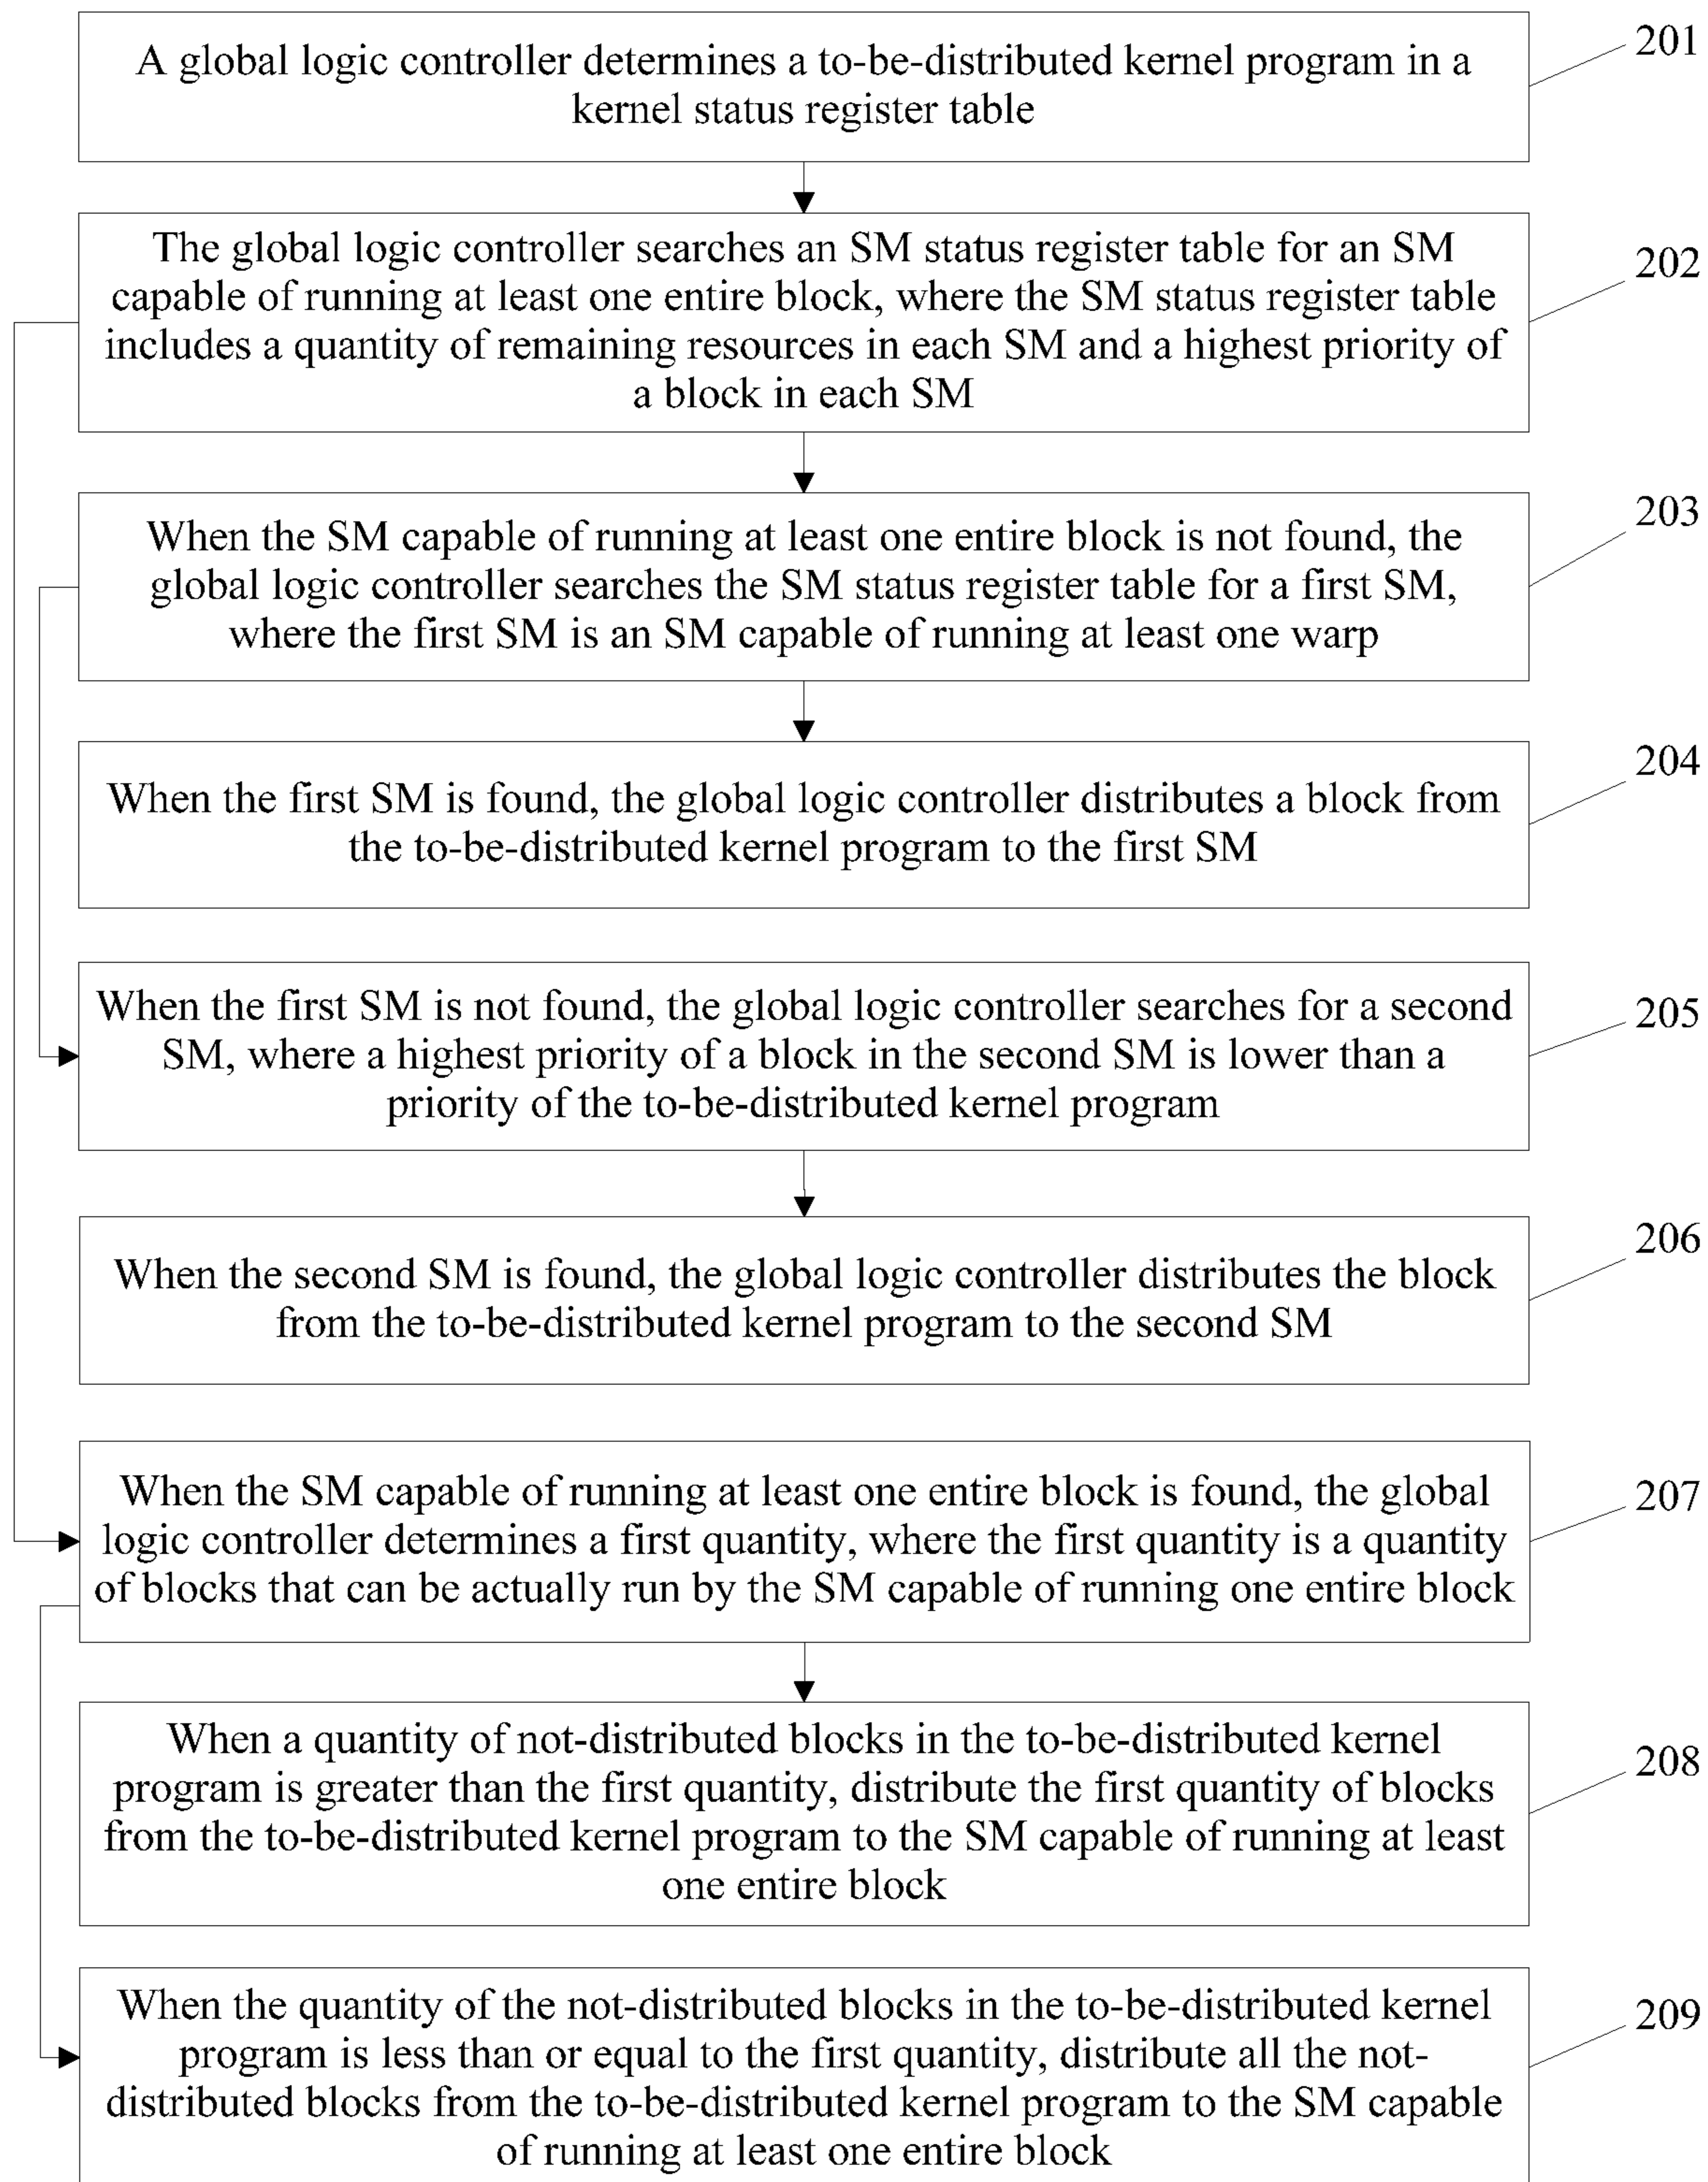 A global logic controller determines a to-be-distributed kernel program in a
kernel status register table
201
The global logic controller searches an SM status register table for an SM
capable of running at least one entire block, where the SM status register table
includes a quantity of remaining resources in each SM and a highest priority of
a block in each SM
202
When the SM capable of running at least one entire block is not found, the
global logic controller searches the SM status register table for a first SM,
where the first SM is an SM capable of running at least one warp
203
When the first SM is found, the global logic controller distributes a block from
the to-be-distributed kernel program to the first SM
204
When the first SM is not found, the global logic controller searches for a second
SM, where a highest priority of a block in the second SM is lower than a
priority of the to-be-distributed kernel program
205
When the second SM is found, the global logic controller distributes the block
from the to-be-distributed kernel program to the second SM
206
When the SM capable of running at least one entire block is found, the global
logic controller determines a first quantity, where the first quantity is a quantity
of blocks that can be actually run by the SM capable of running one entire block
207
When a quantity of not-distributed blocks in the to-be-distributed kernel
program is greater than the first quantity, distribute the first quantity of blocks
from the to-be-distributed kernel program to the SM capable of running at least
one entire block
208
When the quantity of the not-distributed blocks in the to-be-distributed kernel
program is less than or equal to the first quantity, distribute all the not-
distributed blocks from the to-be-distributed kernel program to the SM capable
of running at least one entire block
209